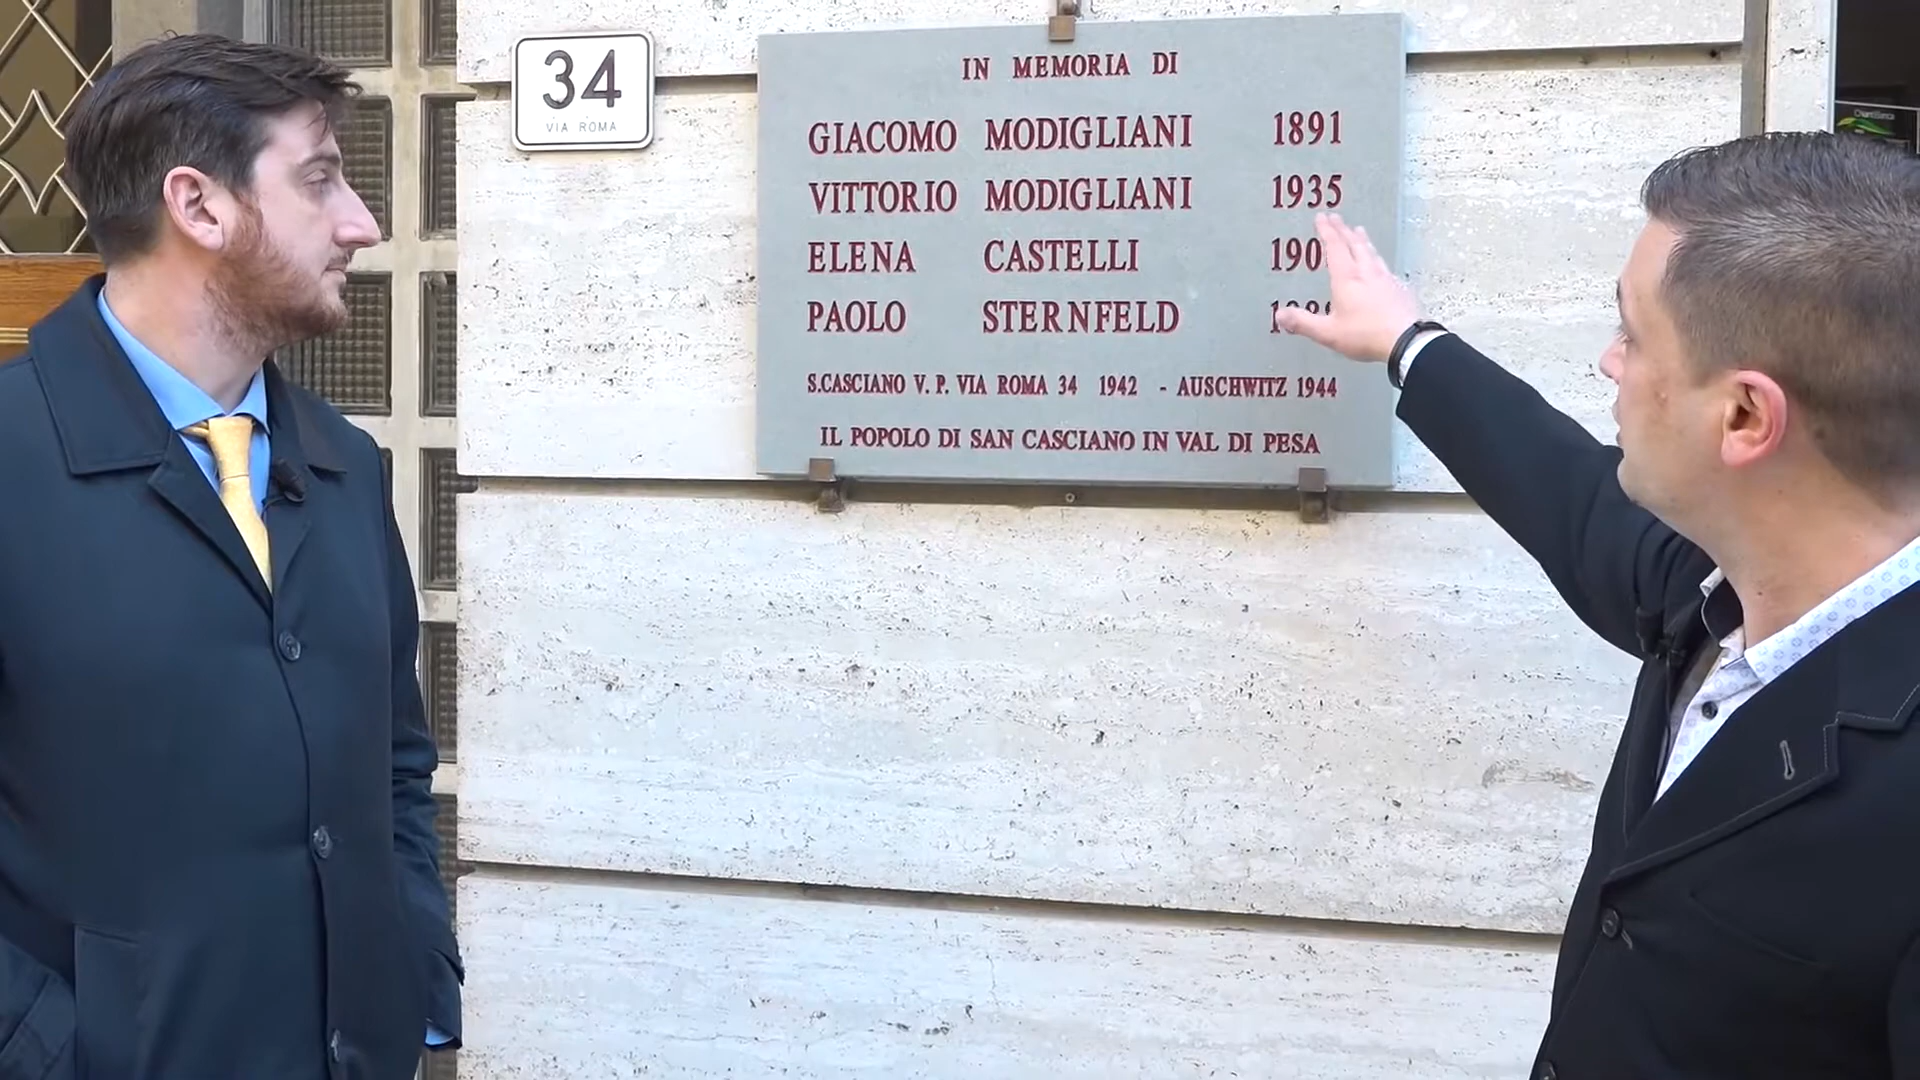 34
VIA ROMA
IN MEMORIA DI
GIACOMO MODIGLIANI 1891
VITTORIO MODIGLIANI 1935
ELENA CASTELLI
PAOLO STERNFELD
S.CASCIANO V. P. VIA ROMA 34 1942 - AUSCHWITZ 1944
IL POPOLO DI SAN CASCIANO IN VAL DI PESA
ChiantiBanca